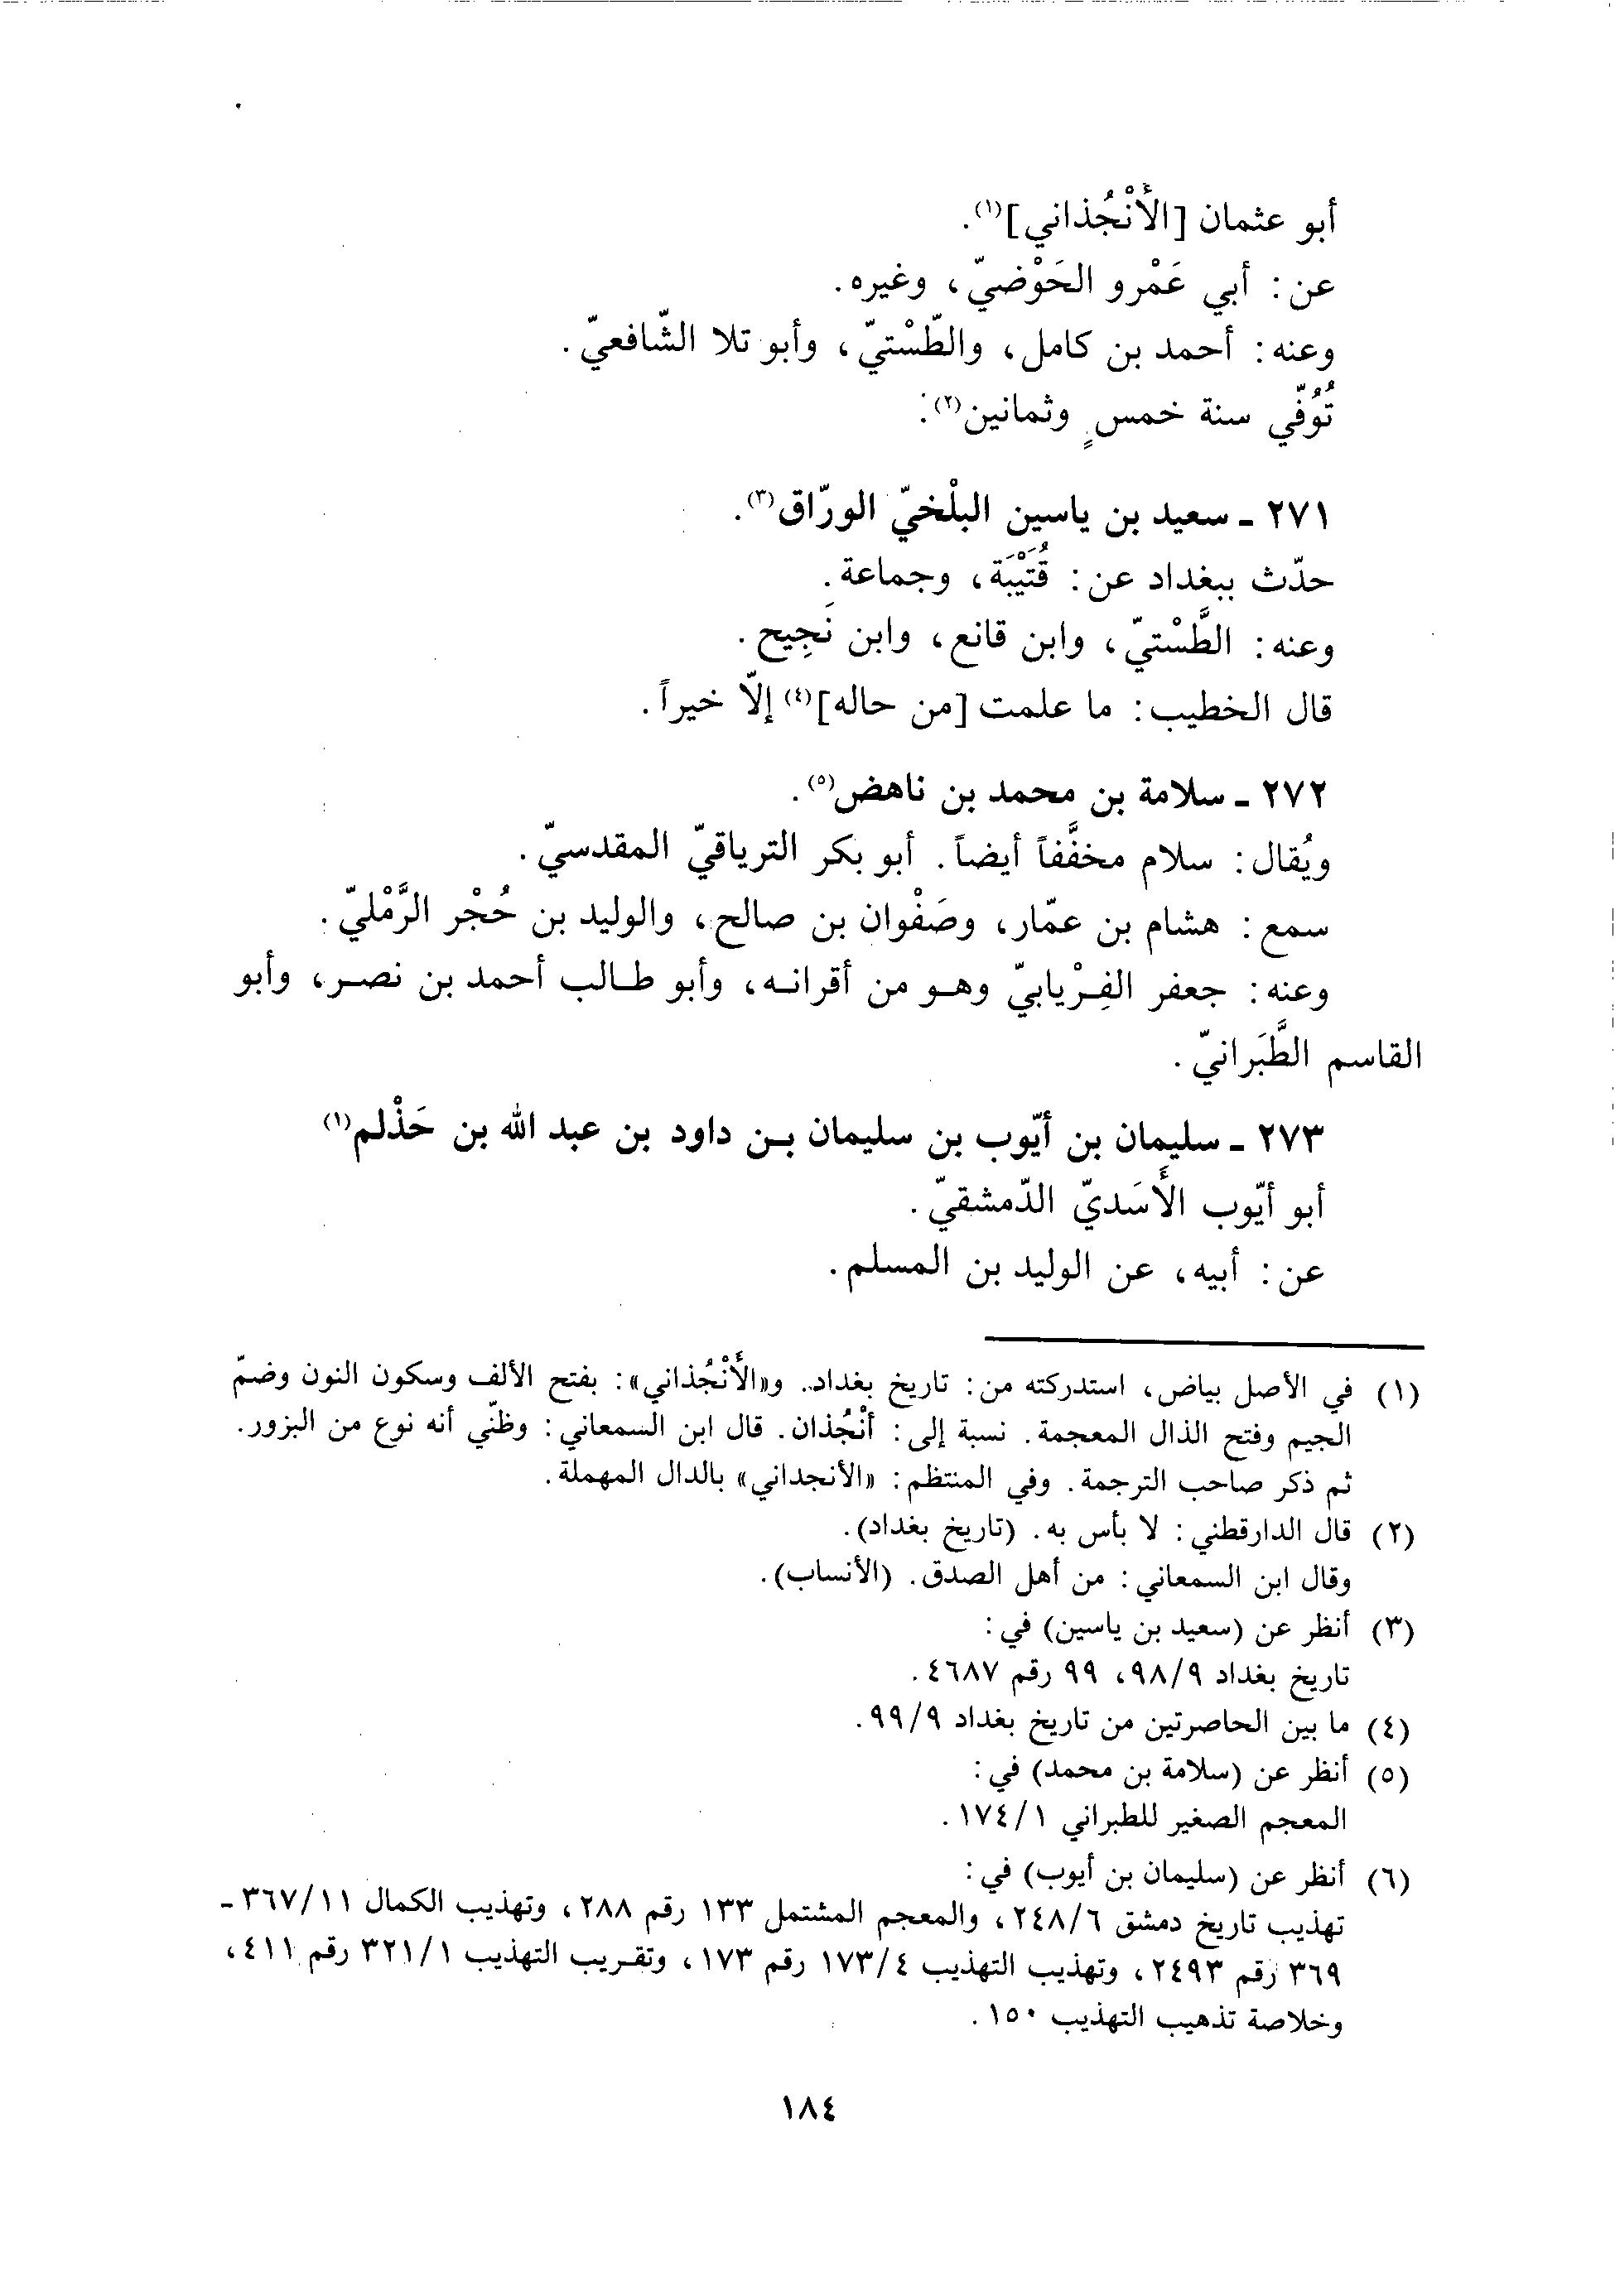 أبو عثمان [الأَنْجُذاني]⁽¹⁾.
عن: أبي عَمْرو الحَوْضيّ، وغيره.
وعنه: أحمد بن كامل، والطّسْتيّ، وأبو تلا الشّافعيّ.
تُوُفّي سنة خمسٍ وثمانين⁽٢⁾.
٢٧١ ـ سعيد بن ياسين البلْخيّ الورّاق⁽٣⁾.
حدّث ببغداد عن: قُتَيْبَة، وجماعة.
وعنه: الطَّسْتيّ، وابن قانع، وابن نَجِيح.
قال الخطيب: ما علمت [من حاله]⁽٤⁾ إلّا خيراً.
٢٧٢ ـ سلامة بن محمد بن ناهض⁽٥⁾.
ويُقال: سلام مخفَّفاً أيضاً. أبو بكر الترياقيّ المقدسيّ.
سمع: هشام بن عمّار، وصَفْوان بن صالح، والوليد بن حُجْر الرَّمْليّ.
وعنه: جعفر الفِرْيابيّ وهو من أقرانه، وأبو طالب أحمد بن نصر، وأبو
القاسم الطَّبَرانيّ.
٢٧٣ ـ سليمان بن أيّوب بن سليمان بن داود بن عبد الله بن حَذْلم⁽١⁾
أبو أيّوب الأَسَديّ الدّمشقيّ.
عن: أبيه، عن الوليد بن المسلم.
(١) في الأصل بياض، استدركته من: تاريخ بغداد. و«الأَنْجُذاني»: بفتح الألف وسكون النون وضمّ
الجيم وفتح الذال المعجمة. نسبة إلى: أنْجُذان. قال ابن السمعاني: وظنّي أنه نوع من البزور.
ثم ذكر صاحب الترجمة. وفي المنتظم: «الأنجداني» بالدال المهملة.
(٢) قال الدارقطني: لا بأس به. (تاريخ بغداد).
وقال ابن السمعاني: من أهل الصدق. (الأنساب).
(٣) أنظر عن (سعيد بن ياسين) في:
تاريخ بغداد ٩٨/٩، ٩٩ رقم ٤٦٨٧.
(٤) ما بين الحاصرتين من تاريخ بغداد ٩٩/٩.
(٥) أنظر عن (سلامة بن محمد) في:
المعجم الصغير للطبراني ١٧٤/١.
(٦) أنظر عن (سليمان بن أيوب) في:
تهذيب تاريخ دمشق ٢٤٨/٦، والمعجم المشتمل ١٣٣ رقم ٢٨٨، وتهذيب الكمال ٣٦٧/١١ ـ
٣٦٩ رقم ٢٤٩٣، وتهذيب التهذيب ١٧٣/٤ رقم ١٧٣، وتقريب التهذيب ٣٢١/١ رقم ٤١١،
وخلاصة تذهيب التهذيب ١٥٠.
١٨٤